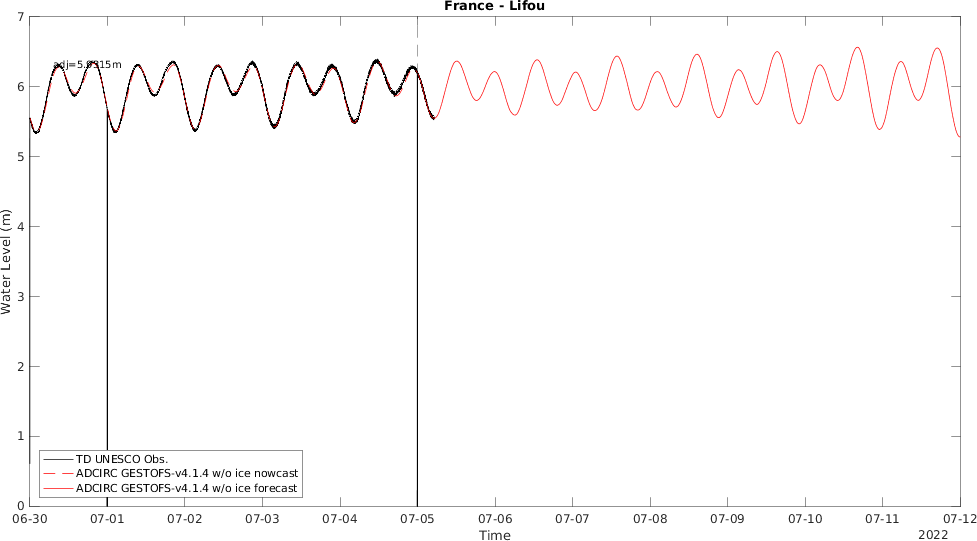 France - Lifou
7
6
5
4
3
2
1
0
Water Level (m)
TD UNESCO Obs.
ADCIRC GESTOFS-v4.1.4 w/o ice nowcast
ADCIRC GESTOFS-v4.1.4 w/o ice forecast
06-30 07-01 07-02 07-03 07-04 07-05 07-06 07-07 07-08 07-09 07-10 07-11 07-12
Time
2022